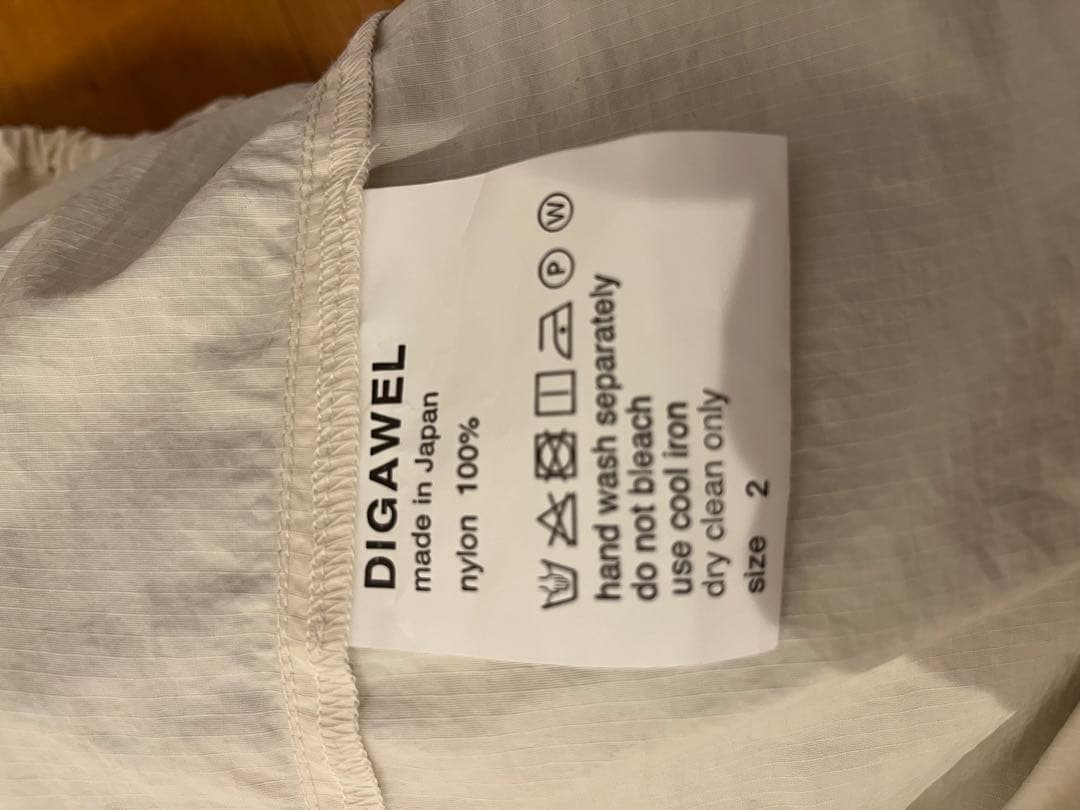 DIGAWEL
made in Japan
nylon 100%
P W
hand wash separately
do not bleach
use cool iron
dry clean only
size 2